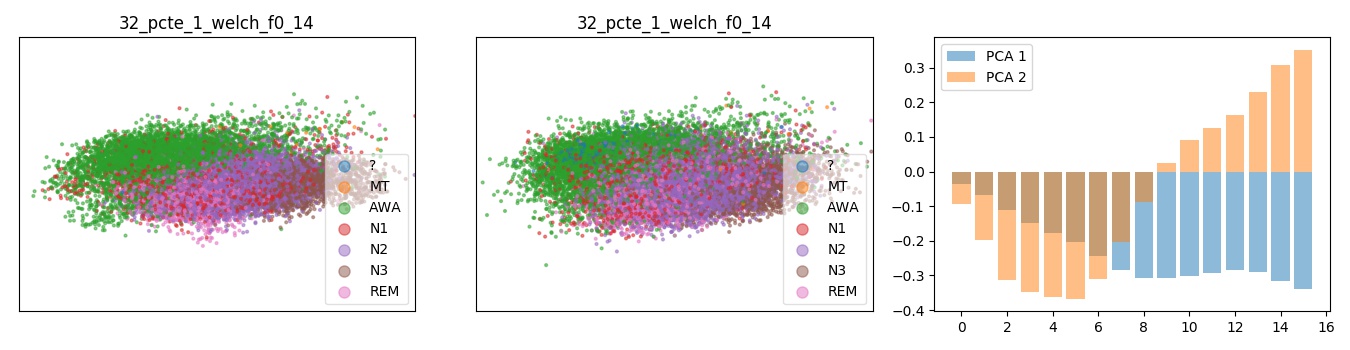 32_pcte_1_welch_f0_14
?
MT
AWA
N1
N2
N3
REM
32_pcte_1_welch_f0_14
?
MT
AWA
N1
N2
N3
REM
PCA 1
PCA 2
0.3
0.2
0.1
0.0
−0.1
−0.2
−0.3
−0.4
0 2 4 6 8 10 12 14 16